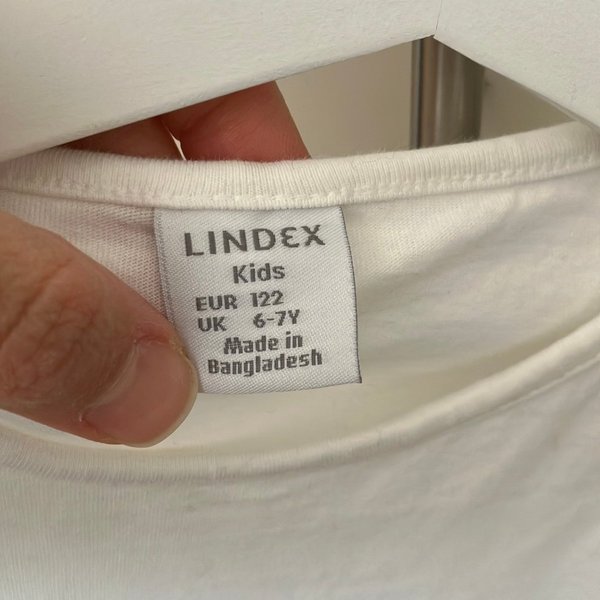 LINDEX
Kids
EUR 122
UK 6-7Y
Made in
Bangladesh